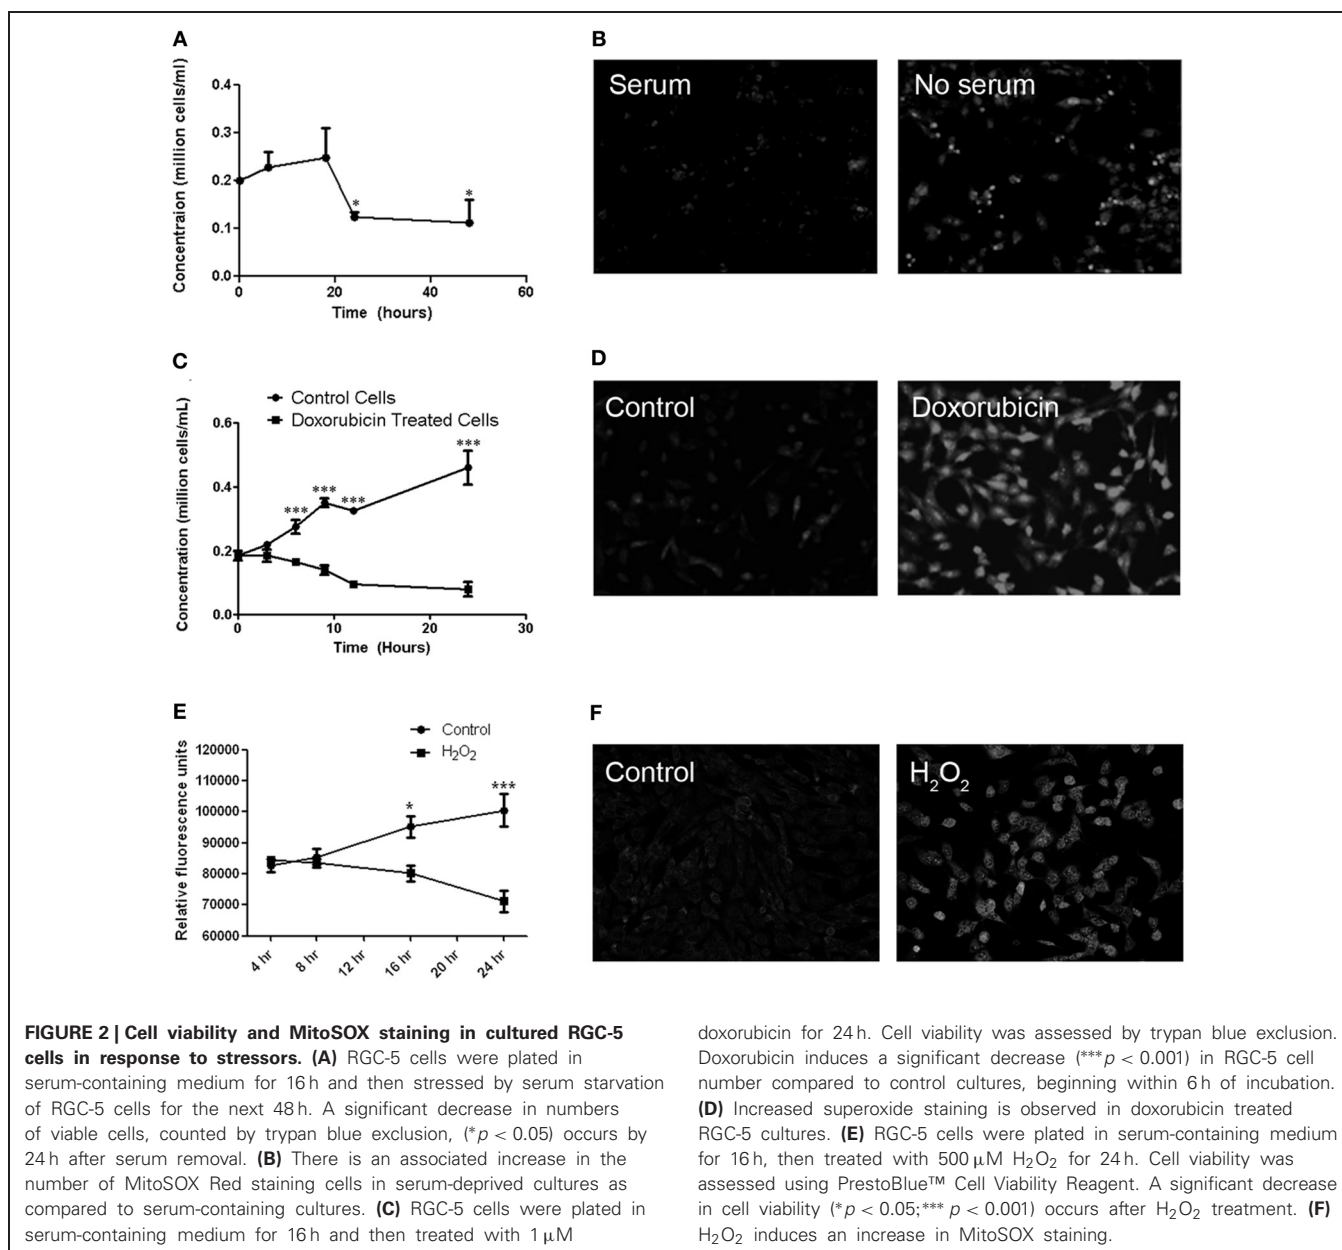 A
Concentraion (million cells/ml)
0.4
0.3
0.2
0.1
0.0
*
*
0
20
40
60
Time (hours)
B
Serum
No serum
C
Control Cells
Doxorubicin Treated Cells
Concentration (million cells/mL)
0.6
0.4
0.2
0.0
***
***
***
***
0
10
20
30
Time (Hours)
D
Control
Doxorubicin
E
Control
H₂O₂
Relative fluorescence units
120000
110000
100000
90000
80000
70000
60000
*
***
4 hr
8 hr
12 hr
16 hr
20 hr
24 hr
F
Control
H₂O₂
FIGURE 2 | Cell viability and MitoSOX staining in cultured RGC-5
cells in response to stressors. (A) RGC-5 cells were plated in
serum-containing medium for 16 h and then stressed by serum starvation
of RGC-5 cells for the next 48 h. A significant decrease in numbers
of viable cells, counted by trypan blue exclusion, (*p < 0.05) occurs by
24 h after serum removal. (B) There is an associated increase in the
number of MitoSOX Red staining cells in serum-deprived cultures as
compared to serum-containing cultures. (C) RGC-5 cells were plated in
serum-containing medium for 16 h and then treated with 1 μM
doxorubicin for 24 h. Cell viability was assessed by trypan blue exclusion.
Doxorubicin induces a significant decrease (***p < 0.001) in RGC-5 cell
number compared to control cultures, beginning within 6 h of incubation.
(D) Increased superoxide staining is observed in doxorubicin treated
RGC-5 cultures. (E) RGC-5 cells were plated in serum-containing medium
for 16 h, then treated with 500 μM H₂O₂ for 24 h. Cell viability was
assessed using PrestoBlue™ Cell Viability Reagent. A significant decrease
in cell viability (*p < 0.05;*** p < 0.001) occurs after H₂O₂ treatment. (F)
H₂O₂ induces an increase in MitoSOX staining.